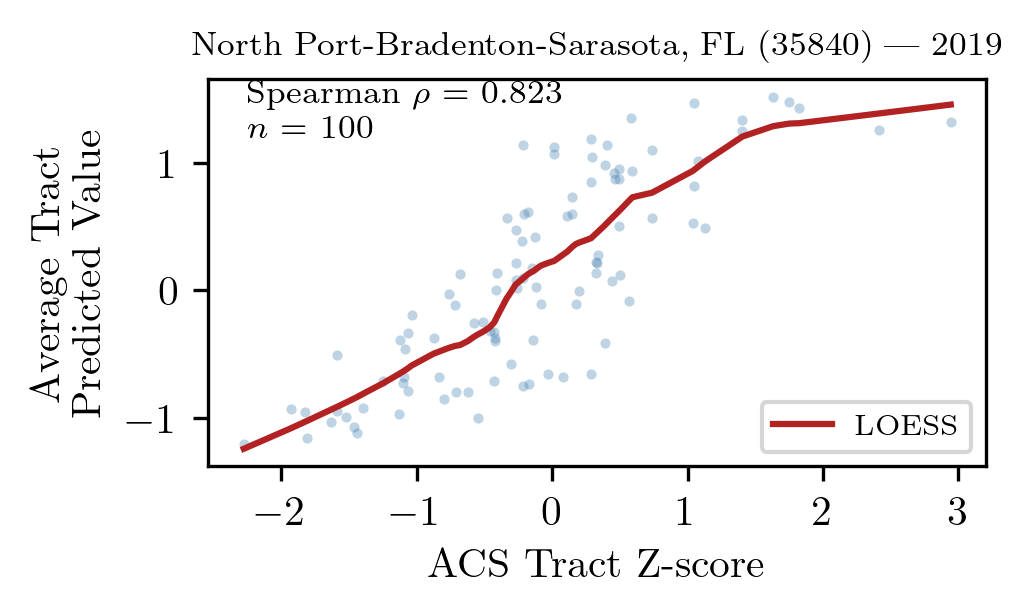 North Port-Bradenton-Sarasota, FL (35840) — 2019
Spearman ρ = 0.823
n = 100
Average Tract
Predicted Value
1
0
−1
LOESS
−2
−1
0
1
2
3
ACS Tract Z-score